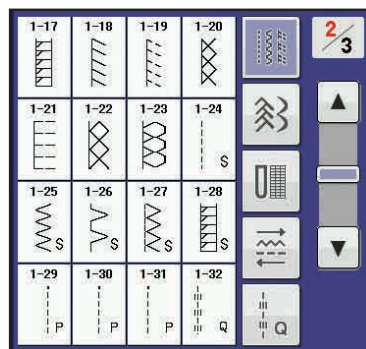 1-17 1-18 1-19 1-20
2/3
1-21 1-22 1-23 1-24
S
1-25 1-26 1-27 1-28
S S S S
1-29 1-30 1-31 1-32
P P P Q
Q